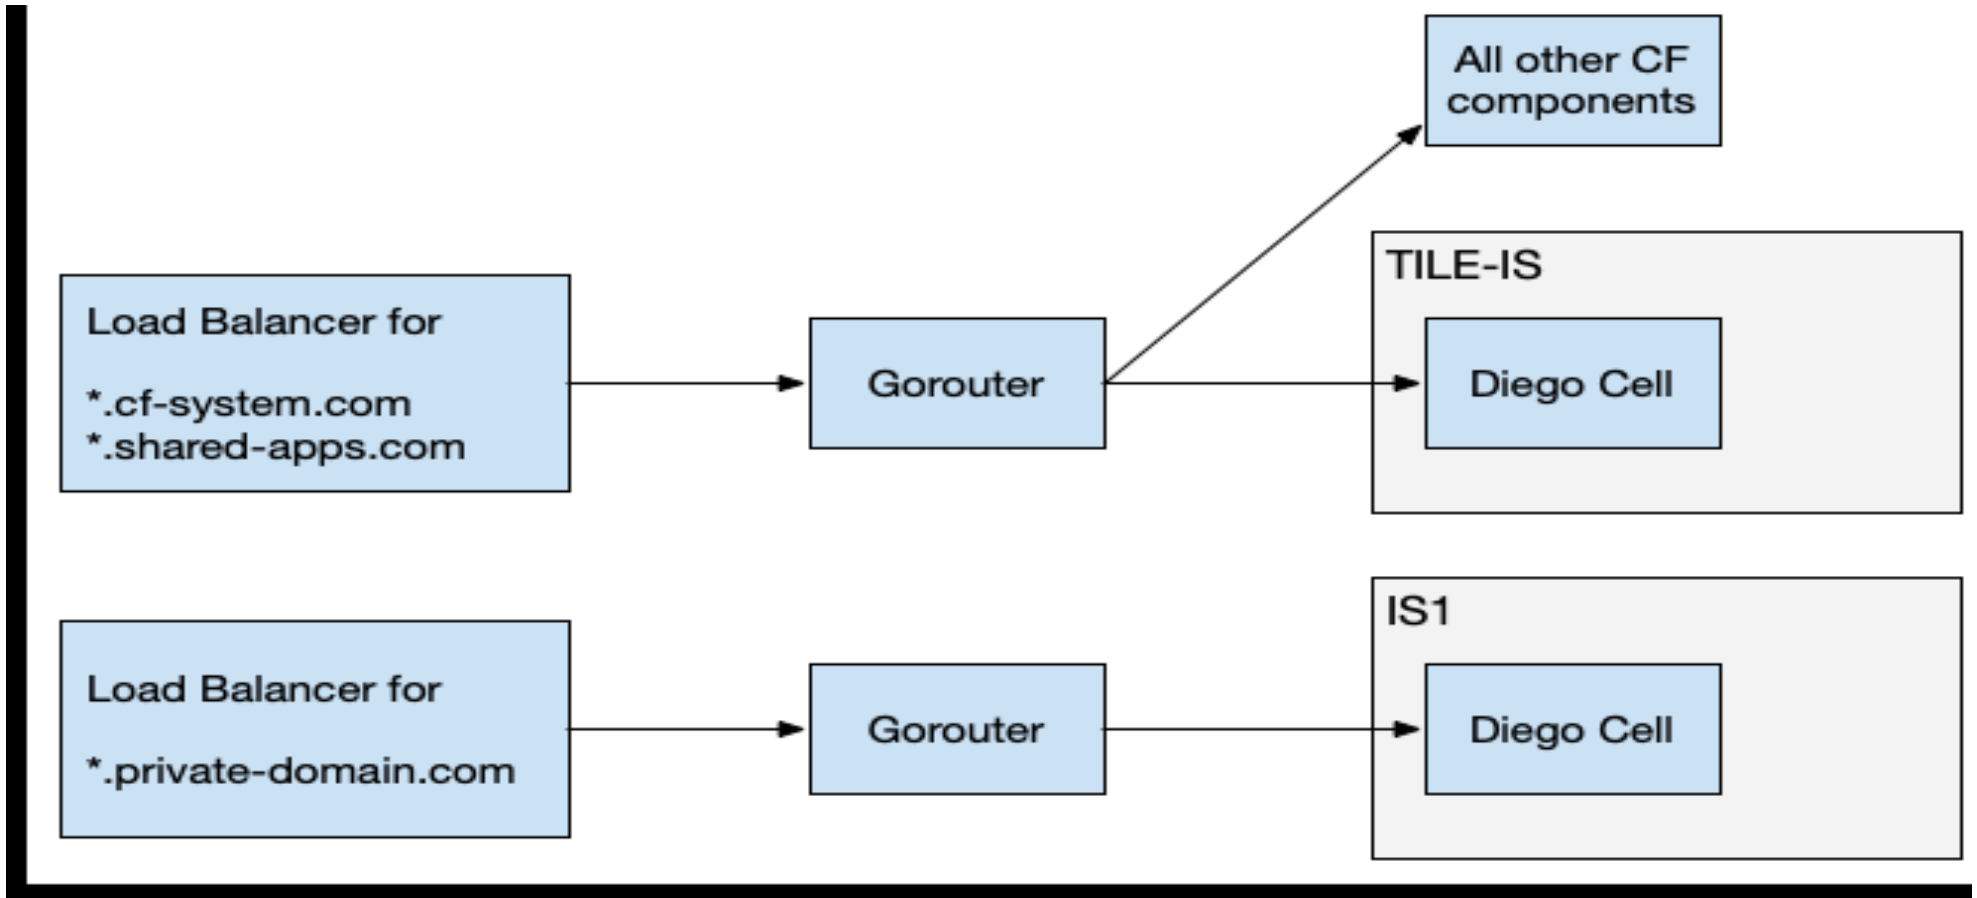 All other CF
components
TILE-IS
Load Balancer for
*.cf-system.com
*.shared-apps.com
Gorouter
Diego Cell
IS1
Load Balancer for
*.private-domain.com
Gorouter
Diego Cell